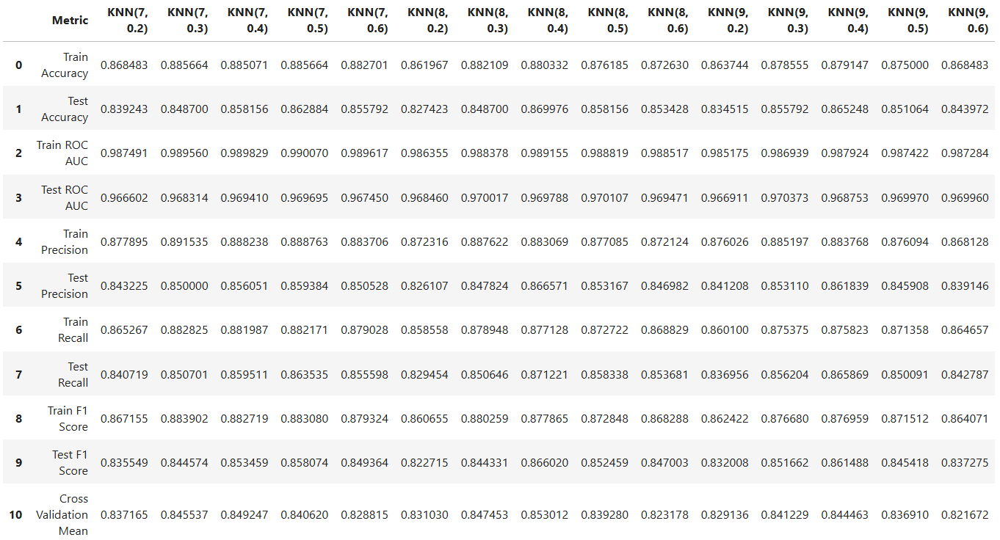 Metric KNN(7, 0.2) KNN(7, 0.3) KNN(7, 0.4) KNN(7, 0.5) KNN(7, 0.6) KNN(8, 0.2) KNN(8, 0.3) KNN(8, 0.4) KNN(8, 0.5) KNN(8, 0.6) KNN(9, 0.2) KNN(9, 0.3) KNN(9, 0.4) KNN(9, 0.5) KNN(9, 0.6)
0 Train Accuracy 0.868483 0.885664 0.885071 0.885664 0.882701 0.861967 0.882109 0.880332 0.876185 0.872630 0.863744 0.878555 0.879147 0.875000 0.868483
1 Test Accuracy 0.839243 0.848700 0.858156 0.862884 0.855792 0.827423 0.848700 0.869976 0.858156 0.853428 0.834515 0.855792 0.865248 0.851064 0.843972
2 Train ROC AUC 0.987491 0.989560 0.989829 0.990070 0.989617 0.986355 0.988378 0.989155 0.988819 0.988517 0.985175 0.986939 0.987924 0.987422 0.987284
3 Test ROC AUC 0.966602 0.968314 0.969410 0.969695 0.967450 0.968460 0.970017 0.969788 0.970107 0.969471 0.966911 0.970373 0.968753 0.969970 0.969960
4 Train Precision 0.877895 0.891535 0.888238 0.888763 0.883706 0.872316 0.887622 0.883069 0.877085 0.872124 0.876026 0.885197 0.883768 0.876094 0.868128
5 Test Precision 0.843225 0.850000 0.856051 0.859384 0.850528 0.826107 0.847824 0.866571 0.853167 0.846982 0.841208 0.853110 0.861839 0.845908 0.839146
6 Train Recall 0.865267 0.882825 0.881987 0.882171 0.879028 0.858558 0.878948 0.877128 0.872722 0.868829 0.860100 0.875375 0.875823 0.871358 0.864657
7 Test Recall 0.840719 0.850701 0.859511 0.863535 0.855598 0.829454 0.850646 0.871221 0.858338 0.853681 0.836956 0.856204 0.865869 0.850091 0.842787
8 Train F1 Score 0.867155 0.883902 0.882719 0.883080 0.879324 0.860655 0.880259 0.877865 0.872848 0.868288 0.862422 0.876680 0.876959 0.871512 0.864071
9 Test F1 Score 0.835549 0.844574 0.853459 0.858074 0.849364 0.822715 0.844331 0.866020 0.852459 0.847003 0.832008 0.851662 0.861488 0.845418 0.837275
10 Cross Validation Mean 0.837165 0.845537 0.849247 0.840620 0.828815 0.831030 0.847453 0.853012 0.839280 0.823178 0.829136 0.841229 0.844463 0.836910 0.821672